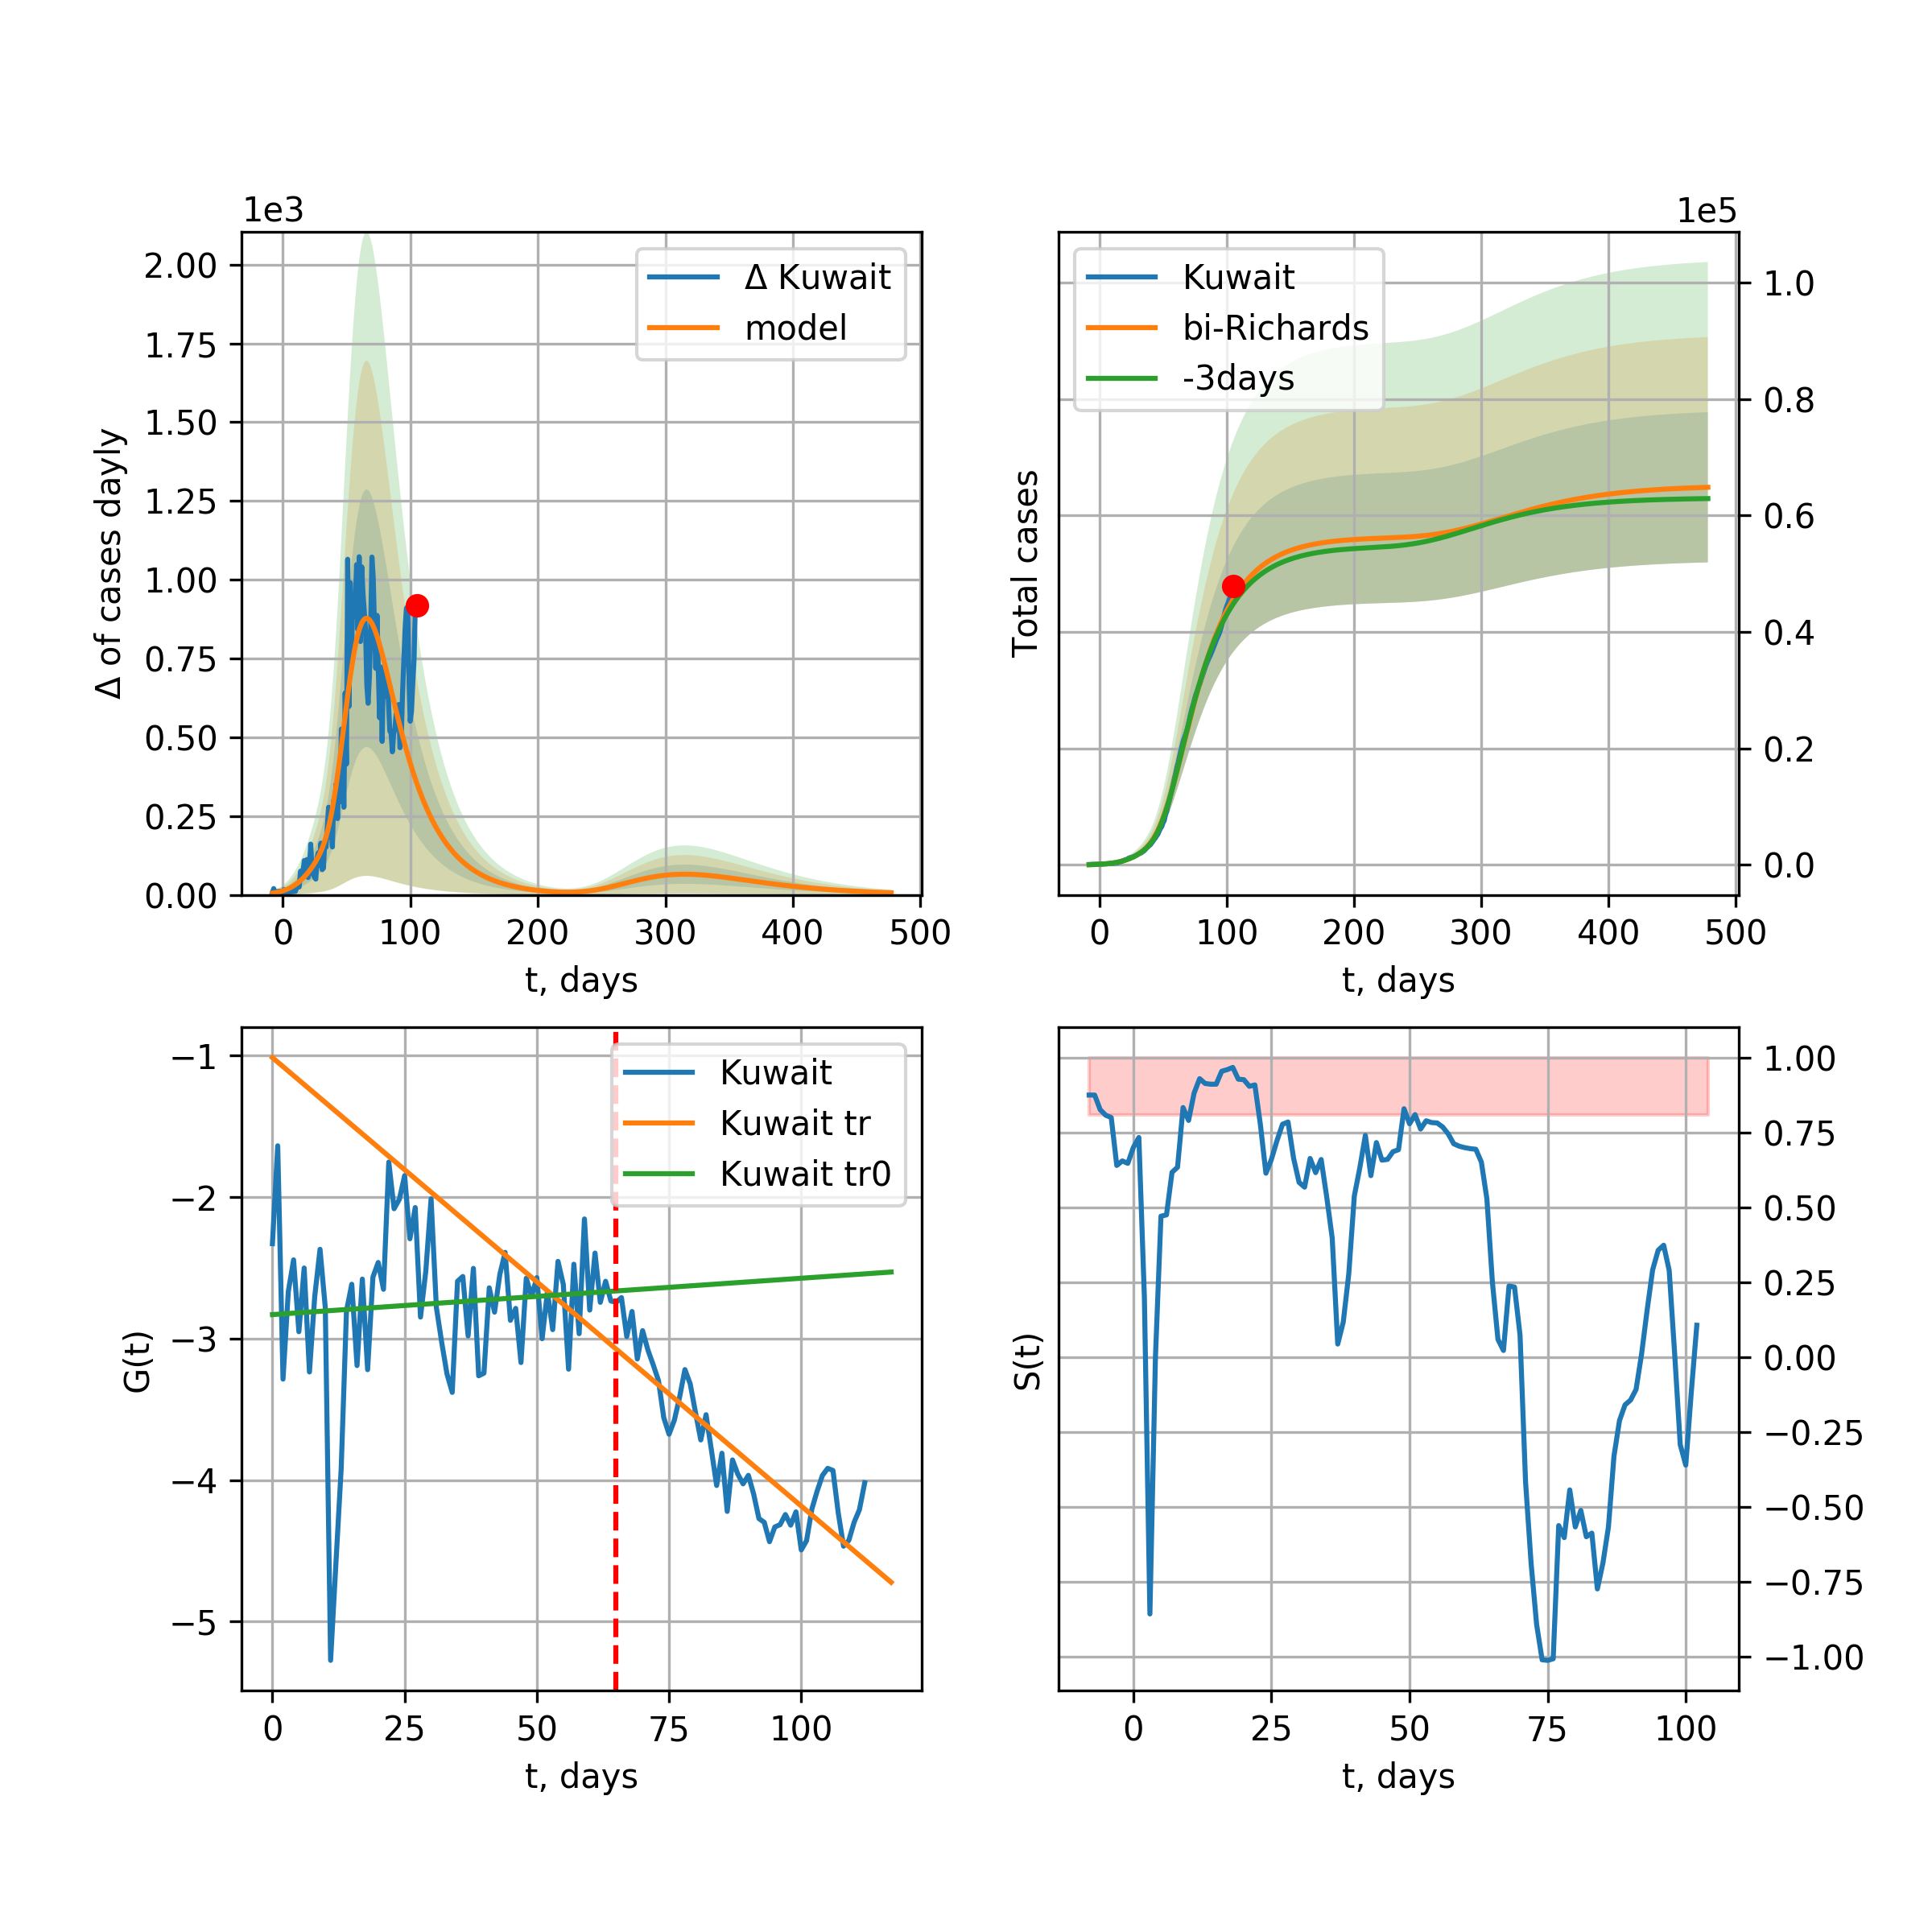 1e3
2.00
1.75
1.50
1.25
1.00
0.75
0.50
0.25
0.00
Δ of cases dayly
Δ Kuwait
model
0 100 200 300 400 500
t, days
1e5
1.0
0.8
0.6
0.4
0.2
0.0
Total cases
Kuwait
bi-Richards
-3days
0 100 200 300 400 500
t, days
−1
−2
−3
−4
−5
G(t)
Kuwait
Kuwait tr
Kuwait tr0
0 25 50 75 100
t, days
1.00
0.75
0.50
0.25
0.00
−0.25
−0.50
−0.75
−1.00
S(t)
0 25 50 75 100
t, days